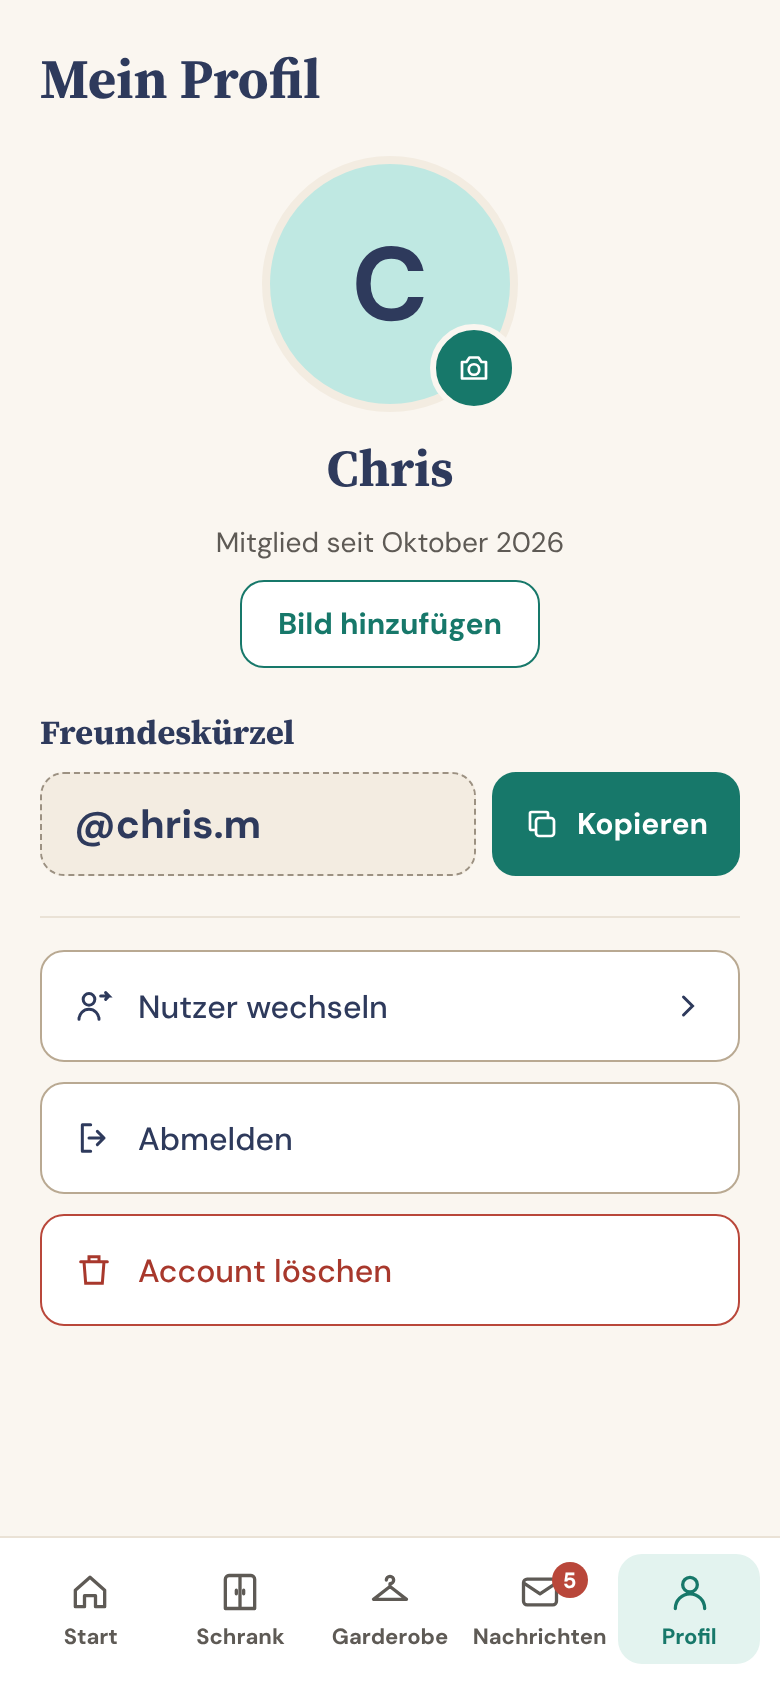 Mein Profil
C
Chris
Mitglied seit Oktober 2026
Bild hinzufügen
Freundeskürzel
@chris.m
Kopieren
Nutzer wechseln
Abmelden
Account löschen
5
Start
Schrank
Garderobe
Nachrichten
Profil